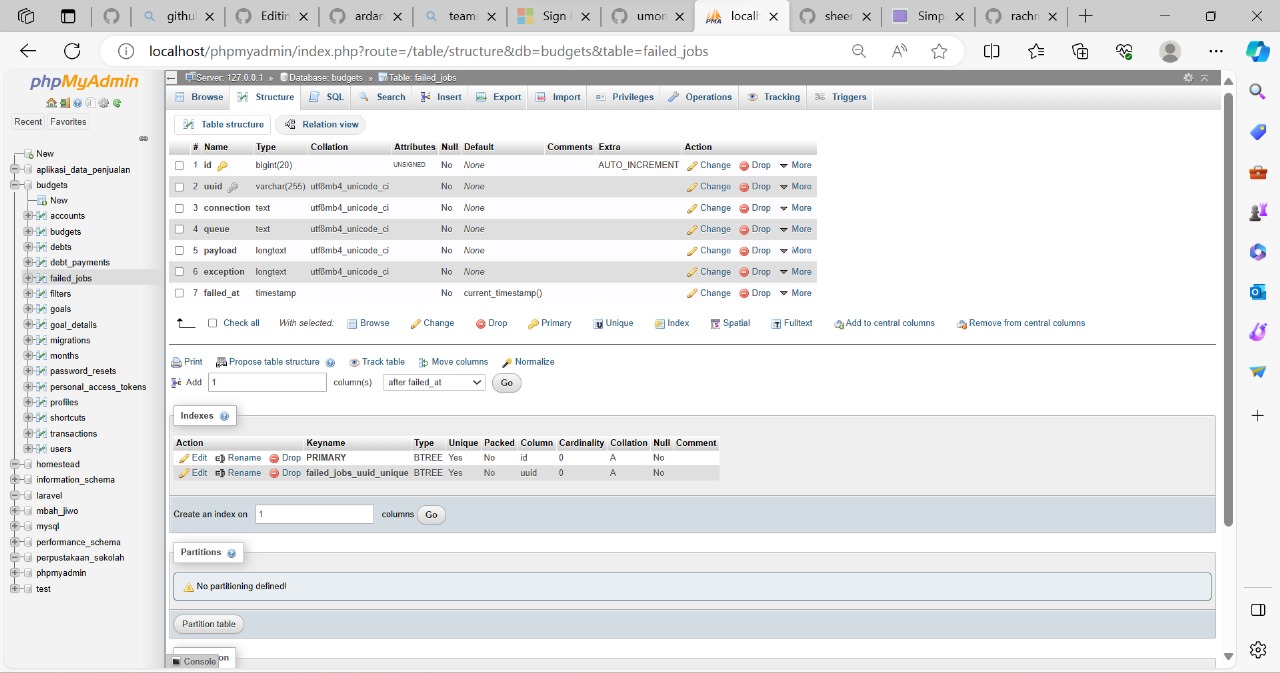 githu
Editin
ardan
team
Sign
umon
localh
sheer
Simp
rachn
localhost/phpmyadmin/index.php?route=/table/structure&db=budgets&table=failed_jobs
phpMyAdmin
Recent Favorites
New
aplikasi_data_penjualan
budgets
New
accounts
budgets
debts
debt_payments
failed_jobs
filters
goals
goal_details
migrations
months
password_resets
personal_access_tokens
profiles
shortcuts
transactions
users
homestead
information_schema
laravel
mbah_jiwo
mysql
performance_schema
perpustakaan_sekolah
phpmyadmin
test
Server: 127.0.0.1 » Database: budgets » Table: failed_jobs
Browse Structure SQL Search Insert Export Import Privileges Operations Tracking Triggers
Table structure Relation view
# Name Type Collation Attributes Null Default Comments Extra Action
1 id bigint(20) UNSIGNED No None AUTO_INCREMENT Change Drop More
2 uuid varchar(255) utf8mb4_unicode_ci No None Change Drop More
3 connection text utf8mb4_unicode_ci No None Change Drop More
4 queue text utf8mb4_unicode_ci No None Change Drop More
5 payload longtext utf8mb4_unicode_ci No None Change Drop More
6 exception longtext utf8mb4_unicode_ci No None Change Drop More
7 failed_at timestamp No current_timestamp() Change Drop More
Check all With selected: Browse Change Drop Primary Unique Index Spatial Fulltext Add to central columns Remove from central columns
Print Propose table structure Track table Move columns Normalize
Add 1 column(s) after failed_at Go
Indexes
Action Keyname Type Unique Packed Column Cardinality Collation Null Comment
Edit Rename Drop PRIMARY BTREE Yes No id 0 A No
Edit Rename Drop failed_jobs_uuid_unique BTREE Yes No uuid 0 A No
Create an index on 1 columns Go
Partitions
No partitioning defined!
Partition table
Console